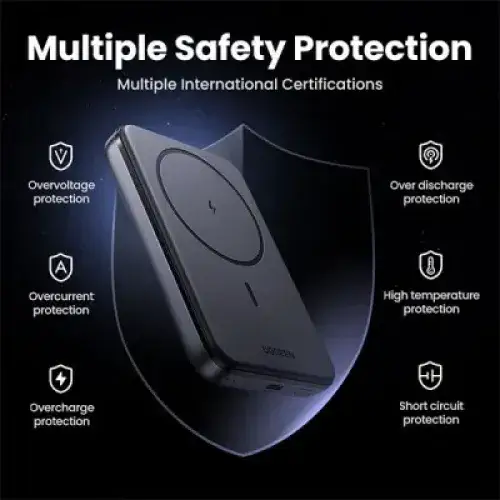 Multiple Safety Protection
Multiple International Certifications
Overvoltage
protection
Over discharge
protection
Overcurrent
protection
High temperature
protection
Overcharge
protection
Short circuit
protection
UGREEN